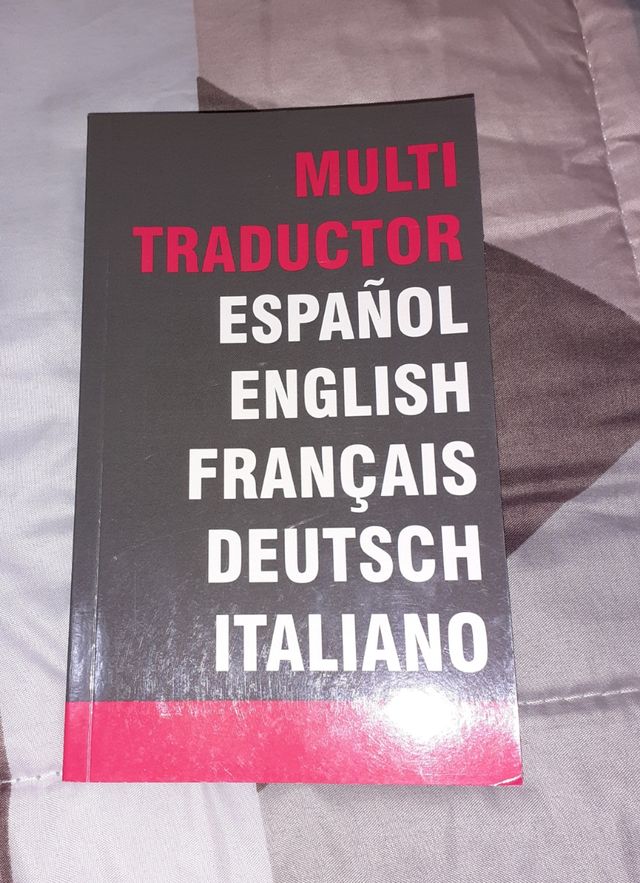 MULTI
TRADUCTOR
ESPAÑOL
ENGLISH
FRANÇAIS
DEUTSCH
ITALIANO